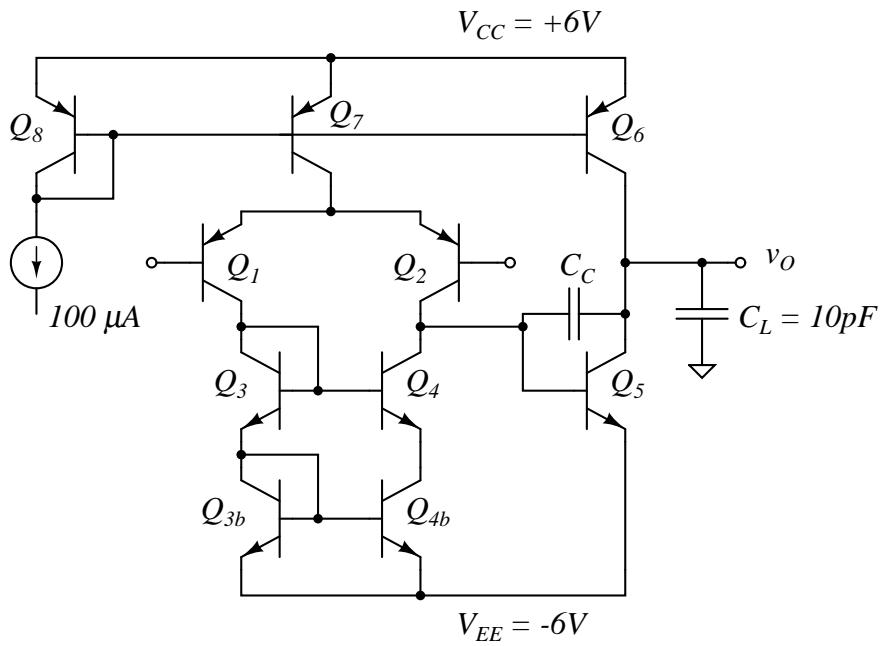 V_CC = +6V
Q_8
Q_7
Q_6
Q_1
Q_2
C_C
v_O
100 µA
C_L = 10pF
Q_3
Q_4
Q_5
Q_3b
Q_4b
V_EE = -6V